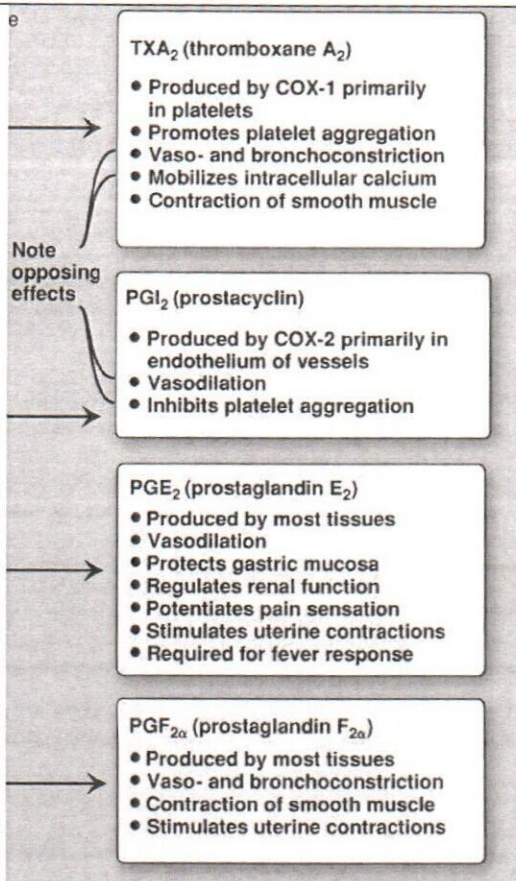 e
TXA₂ (thromboxane A₂)
● Produced by COX-1 primarily
in platelets
● Promotes platelet aggregation
● Vaso- and bronchoconstriction
● Mobilizes intracellular calcium
● Contraction of smooth muscle
Note
opposing
effects
PGI₂ (prostacyclin)
● Produced by COX-2 primarily in
endothelium of vessels
● Vasodilation
● Inhibits platelet aggregation
PGE₂ (prostaglandin E₂)
● Produced by most tissues
● Vasodilation
● Protects gastric mucosa
● Regulates renal function
● Potentiates pain sensation
● Stimulates uterine contractions
● Required for fever response
PGF₂α (prostaglandin F₂α)
● Produced by most tissues
● Vaso- and bronchoconstriction
● Contraction of smooth muscle
● Stimulates uterine contractions